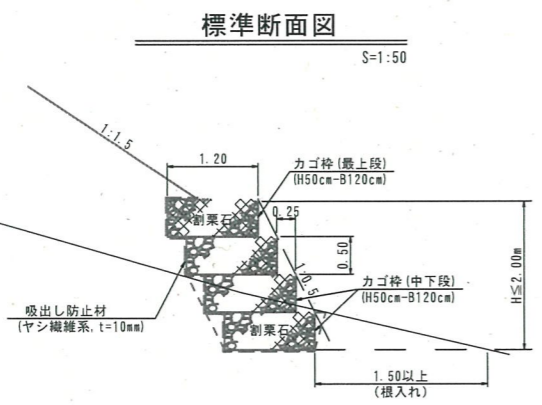 標準断面図
S=1:50
1:1.5
1.20
カゴ枠(最上段)
(H50cm-B120cm)
割栗石
0.25
0.50
1:0.5
H≦2.00m
カゴ枠(中下段)
(H50cm-B120cm)
吸出し防止材
(ヤシ繊維系, t=10mm)
割栗石
1.50以上
(根入れ)